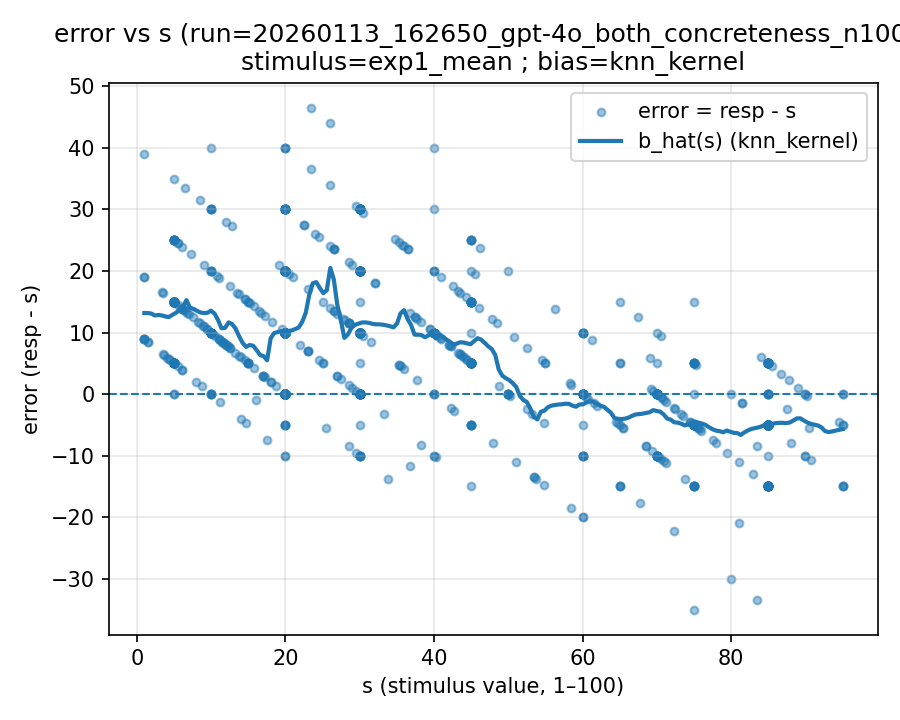 error vs s (run=20260113_162650_gpt-4o_both_concreteness_n100
stimulus=exp1_mean ; bias=knn_kernel
error = resp - s
b_hat(s) (knn_kernel)
error (resp - s)
50
40
30
20
10
0
−10
−20
−30
0 20 40 60 80
s (stimulus value, 1–100)